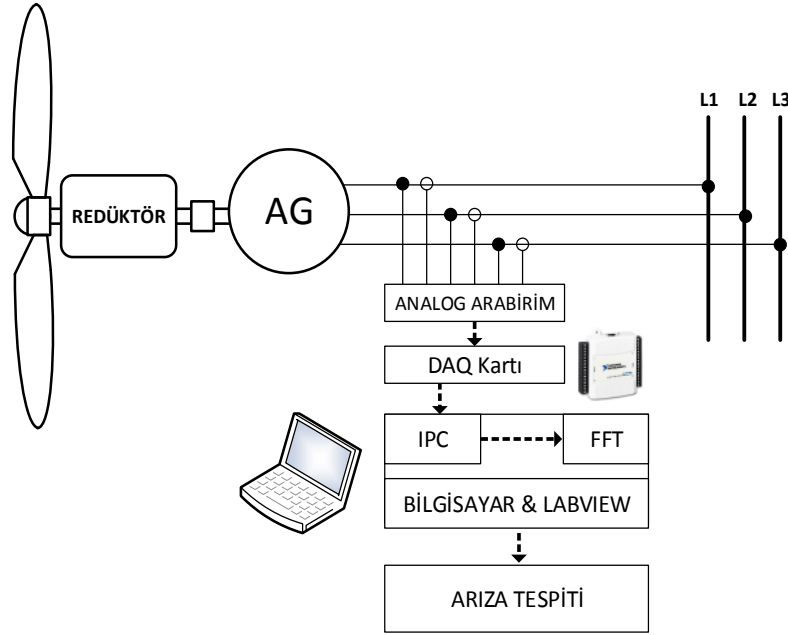 L1 L2 L3
REDÜKTÖR
AG
ANALOG ARABİRİM
DAQ Kartı
IPC
FFT
BİLGİSAYAR & LABVIEW
ARIZA TESPİTİ